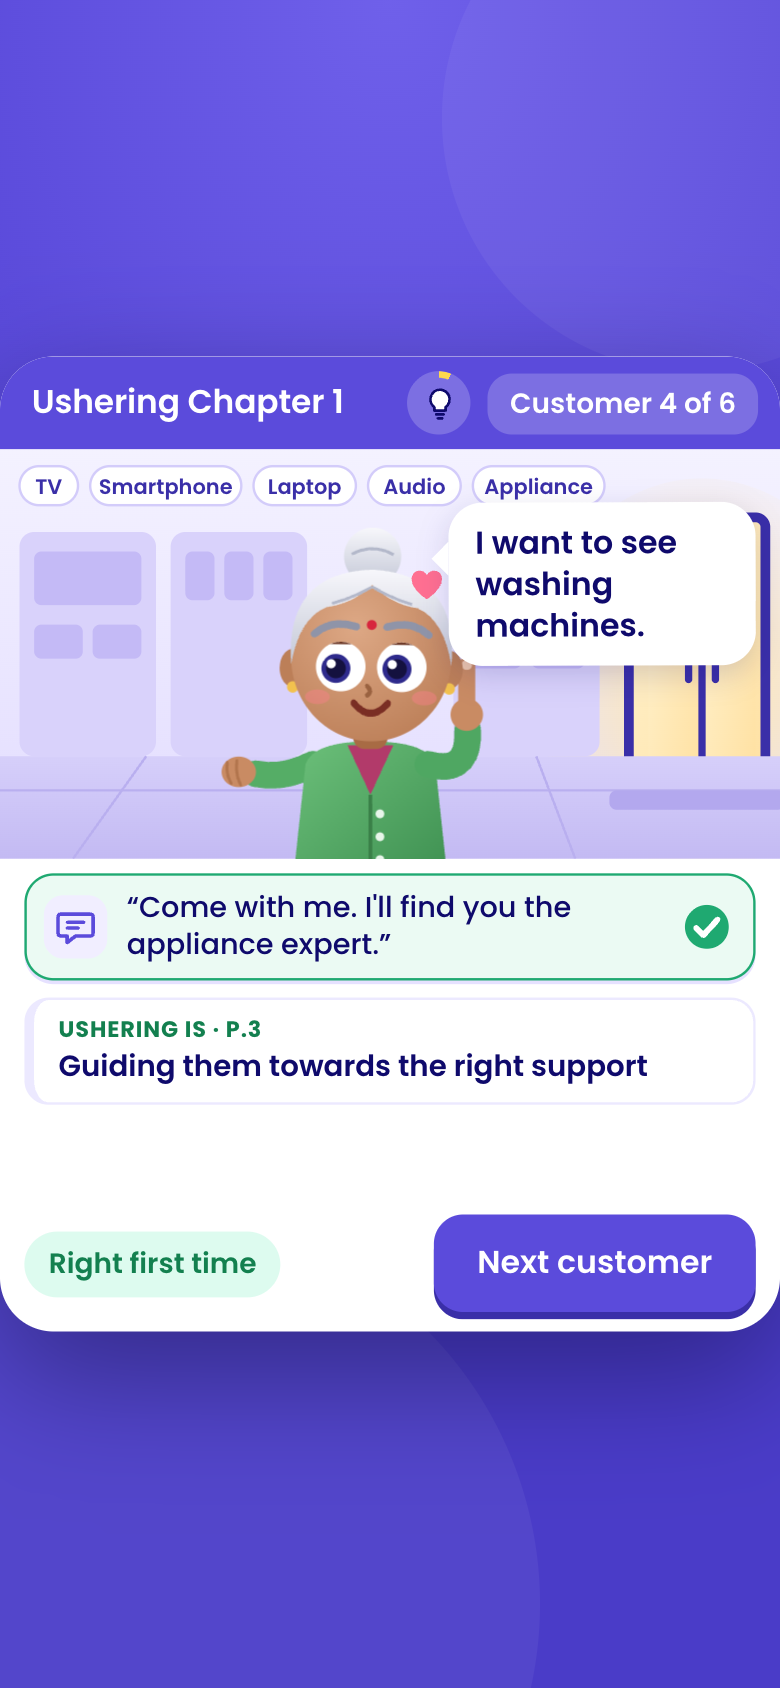 Ushering Chapter 1
Customer 4 of 6
TV
Smartphone
Laptop
Audio
Appliance
I want to see
washing
machines.
“Come with me. I'll find you the
appliance expert.”
USHERING IS · P.3
Guiding them towards the right support
Right first time
Next customer